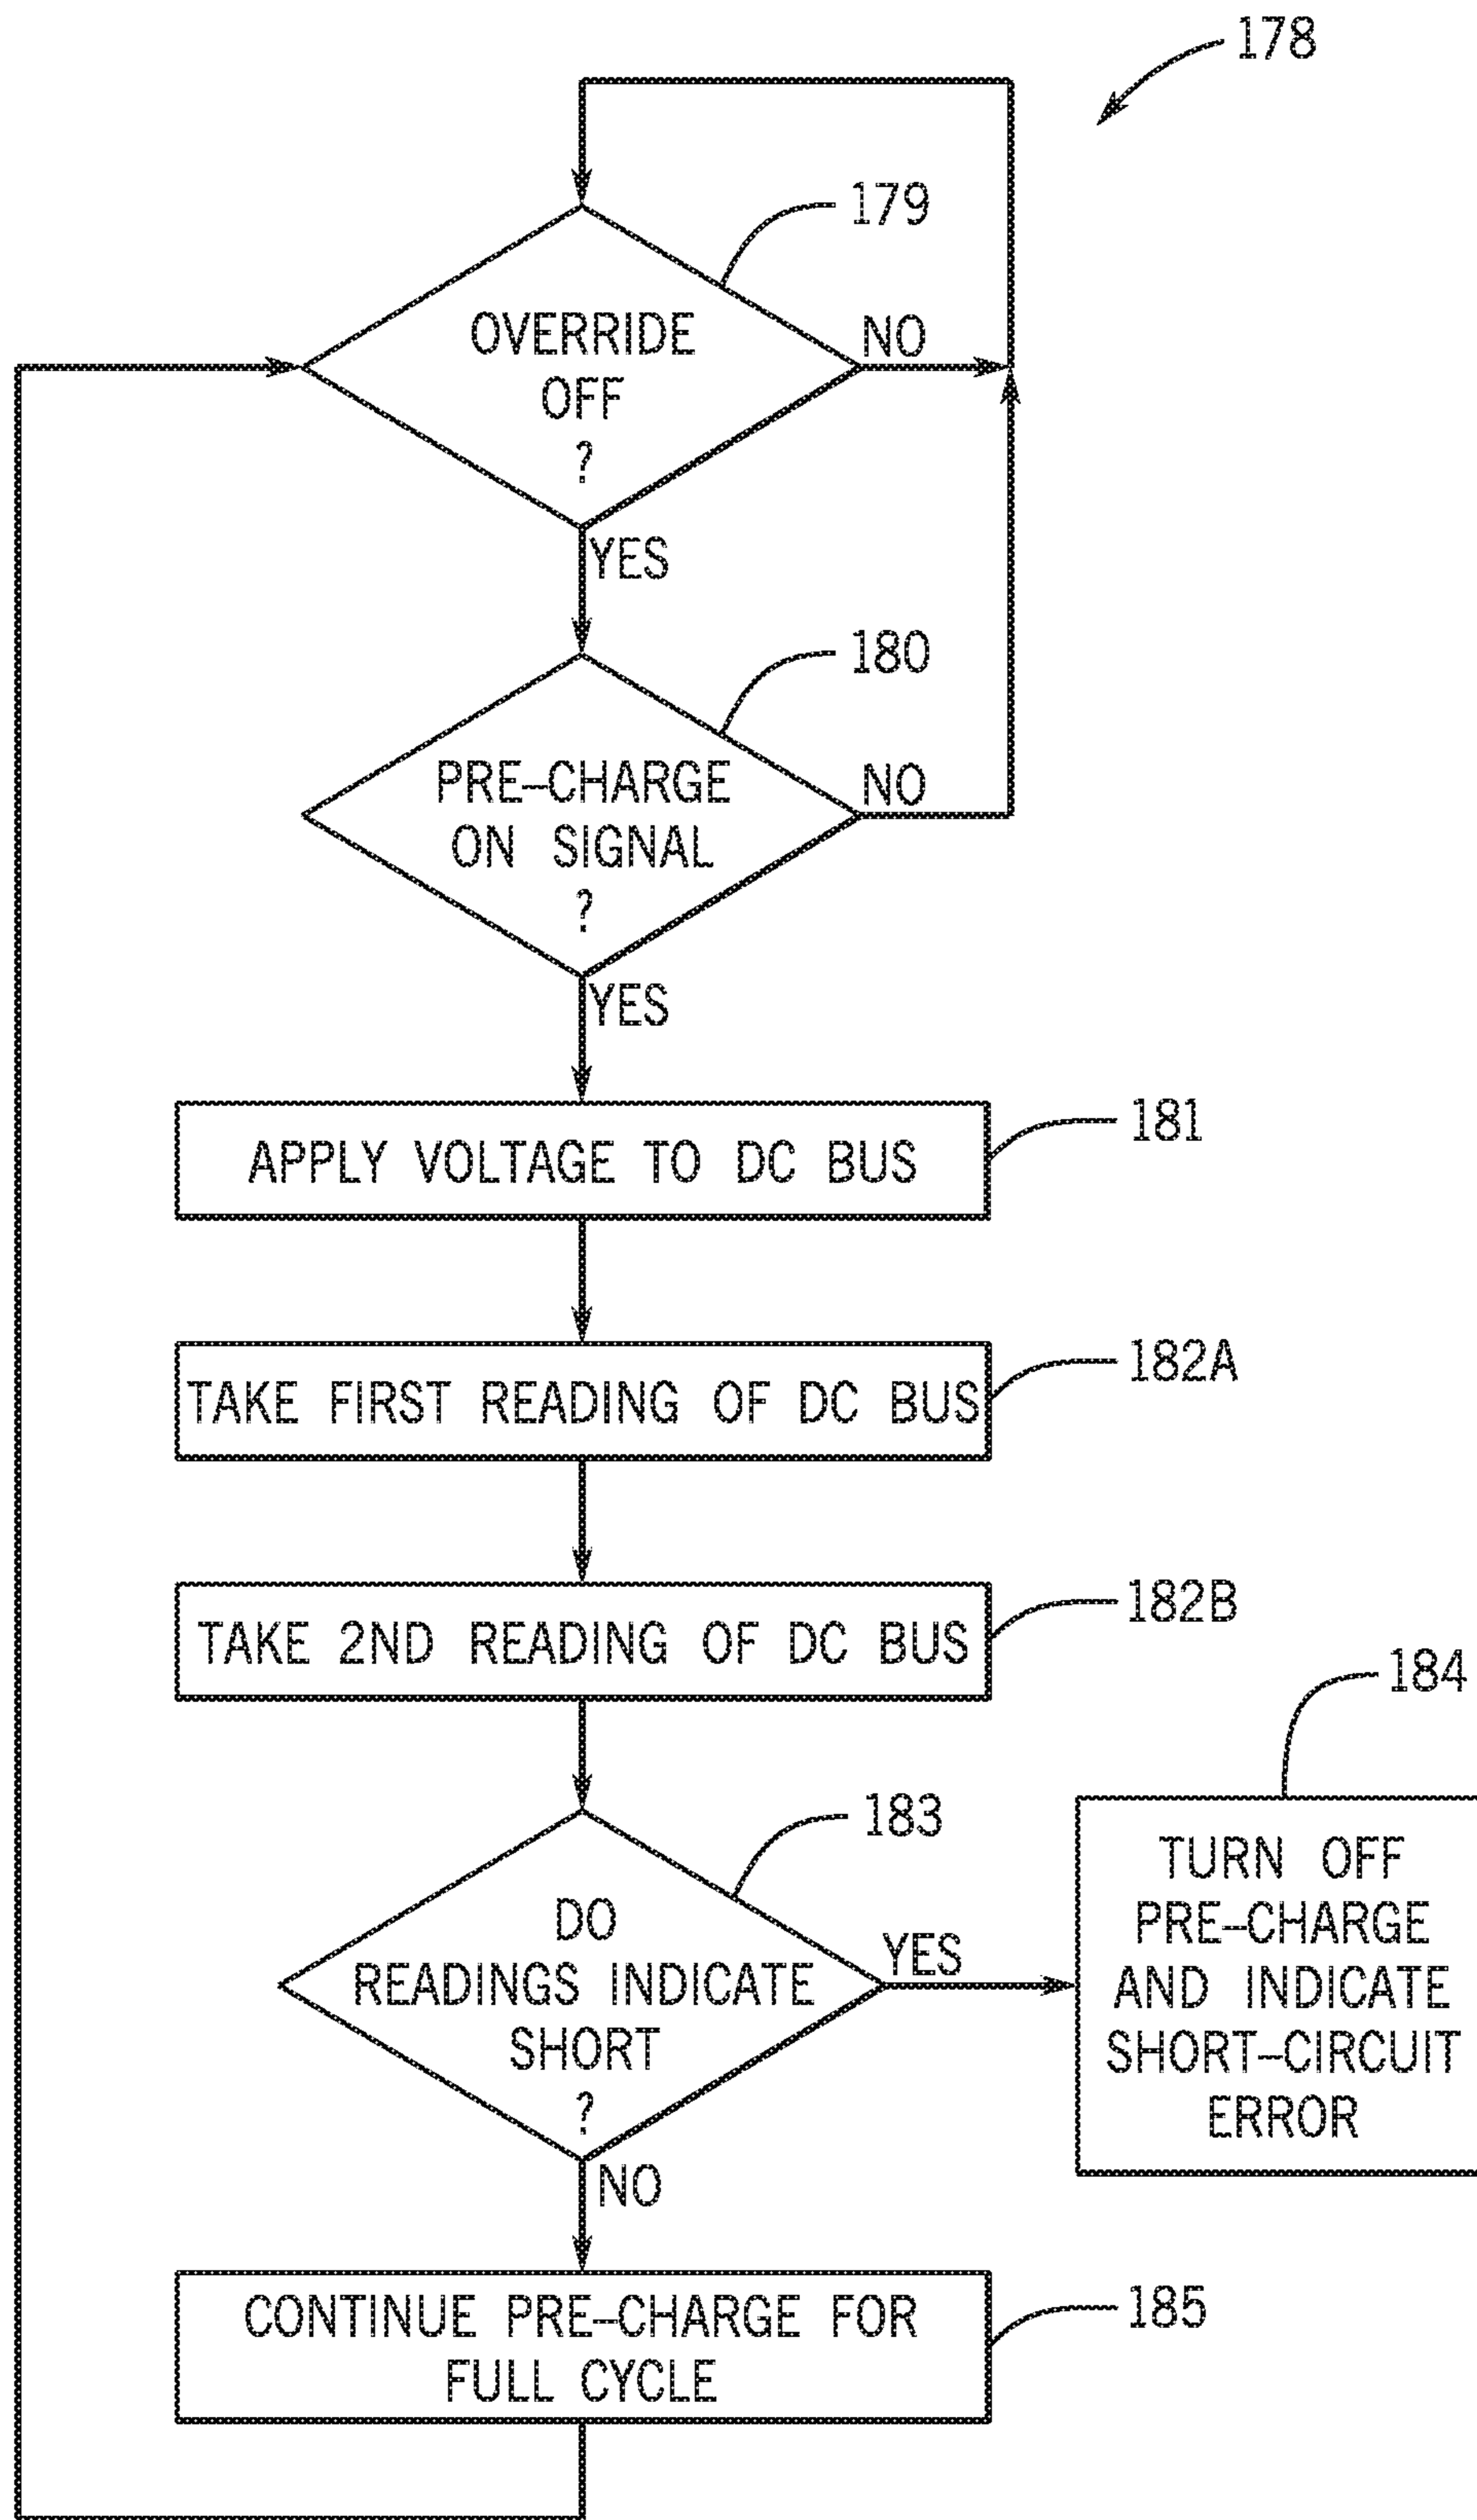 178
179
OVERRIDE
OFF
?
NO
YES
180
PRE-CHARGE
ON SIGNAL
?
NO
YES
181
APPLY VOLTAGE TO DC BUS
182A
TAKE FIRST READING OF DC BUS
182B
TAKE 2ND READING OF DC BUS
183
DO
READINGS INDICATE
SHORT
?
YES
NO
184
TURN OFF
PRE-CHARGE
AND INDICATE
SHORT-CIRCUIT
ERROR
185
CONTINUE PRE-CHARGE FOR
FULL CYCLE